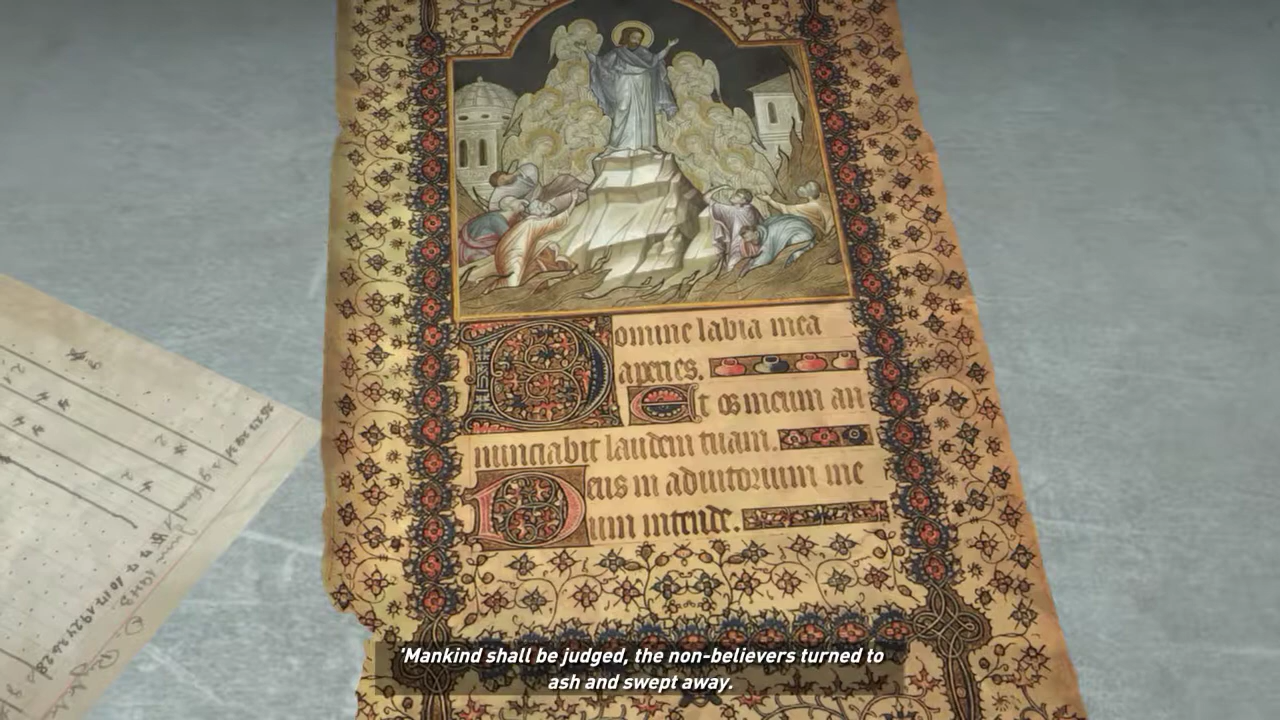 Domine labia mea
aperies.
Et os meum an
nunciabit laudem tuam.
Deus in adiutorium me
um intende.
'Mankind shall be judged, the non-believers turned to
ash and swept away.